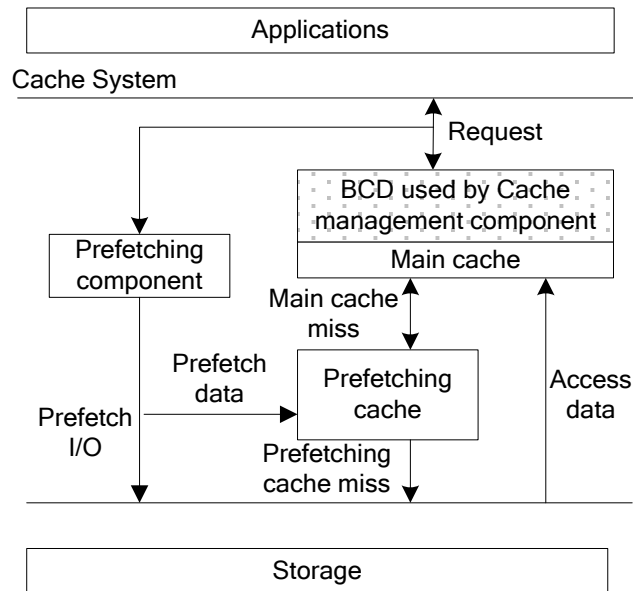 Applications
Cache System
Request
BCD used by Cache
management component
Main cache
Prefetching
component
Main cache
miss
Prefetch
data
Prefetching
cache
Access
data
Prefetch
I/O
Prefetching
cache miss
Storage